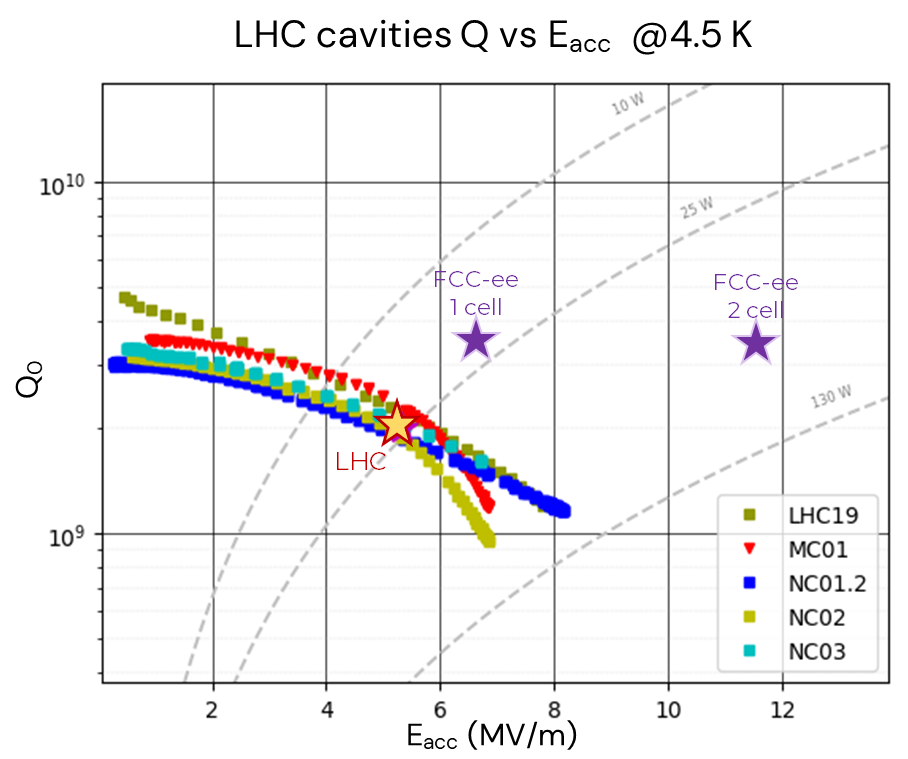 LHC cavities Q vs Eacc @4.5 K
10 W
10¹⁰
25 W
FCC-ee
1 cell
FCC-ee
2 cell
Q₀
130 W
LHC
10⁹
LHC19
MC01
NC01.2
NC02
NC03
2 4 6 8 10 12
Eacc (MV/m)